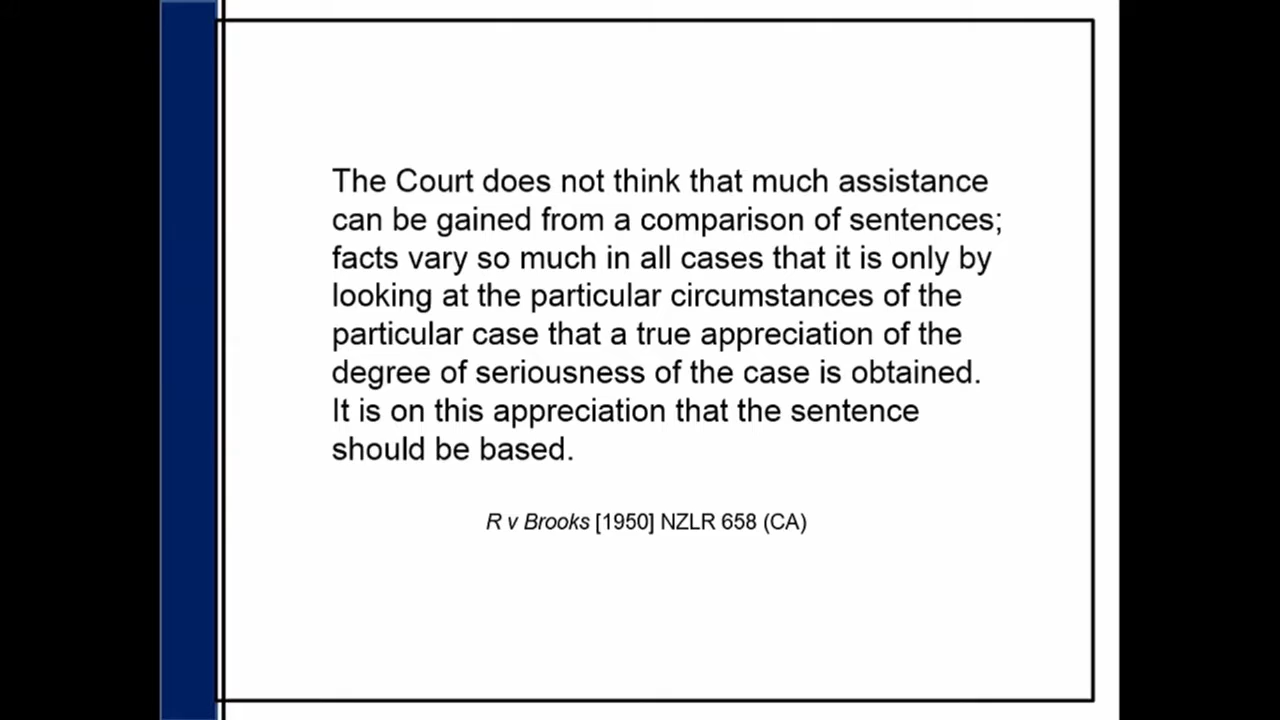 The Court does not think that much assistance
can be gained from a comparison of sentences;
facts vary so much in all cases that it is only by
looking at the particular circumstances of the
particular case that a true appreciation of the
degree of seriousness of the case is obtained.
It is on this appreciation that the sentence
should be based.
R v Brooks [1950] NZLR 658 (CA)